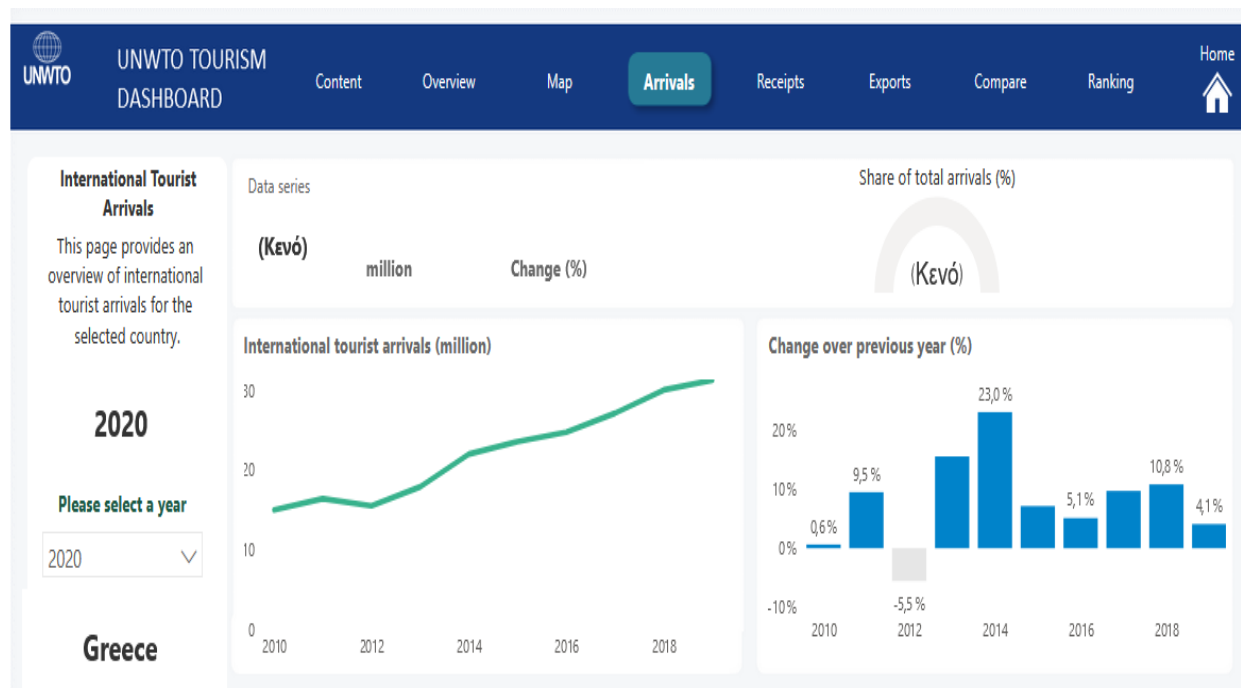 UNWTO
UNWTO TOURISM
DASHBOARD
Content
Overview
Map
Arrivals
Receipts
Exports
Compare
Ranking
Home
International Tourist
Arrivals
This page provides an
overview of international
tourist arrivals for the
selected country.
2020
Please select a year
2020
Greece
Data series
(Κενό)
million
Change (%)
Share of total arrivals (%)
(Κενό)
International tourist arrivals (million)
30
20
10
0
2010
2012
2014
2016
2018
Change over previous year (%)
20%
10%
0%
-10%
0,6 %
9,5 %
-5,5 %
23,0 %
5,1 %
10,8 %
4,1 %
2010
2012
2014
2016
2018